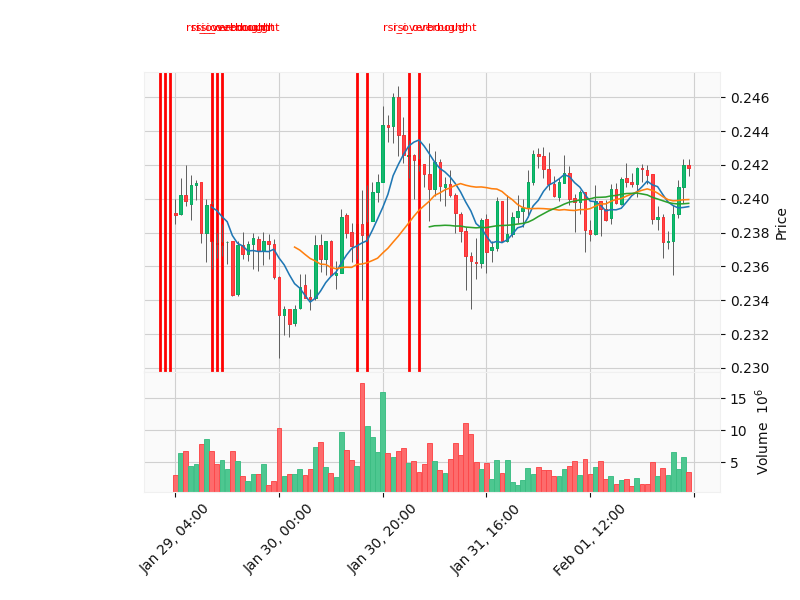 rsi_overbought
0.246
0.244
0.242
0.240
0.238
0.236
0.234
0.232
0.230
Price
15
10
5
Volume 10^6
Jan 29, 04:00
Jan 30, 00:00
Jan 30, 20:00
Jan 31, 16:00
Feb 01, 12:00